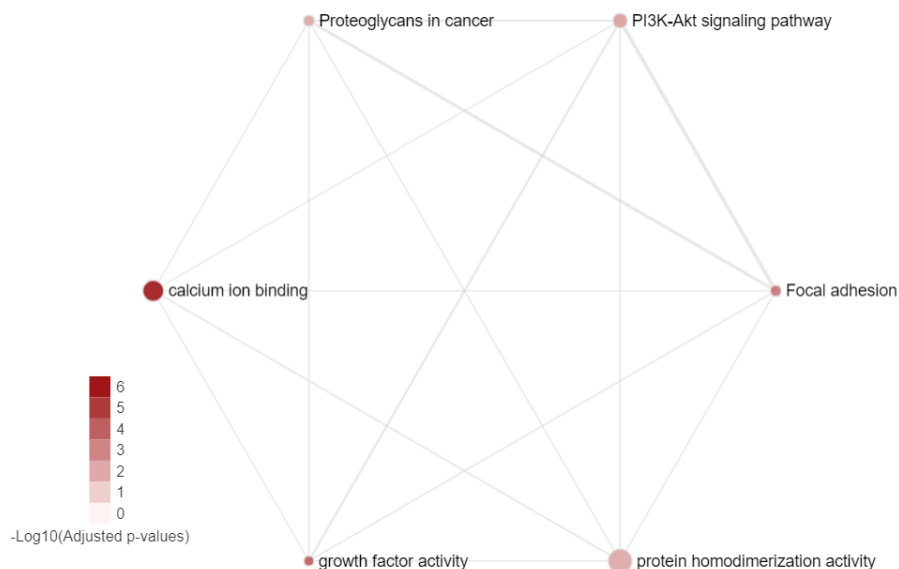 Proteoglycans in cancer
PI3K-Akt signaling pathway
calcium ion binding
Focal adhesion
6
5
4
3
2
1
0
-Log10(Adjusted p-values)
growth factor activity
protein homodimerization activity